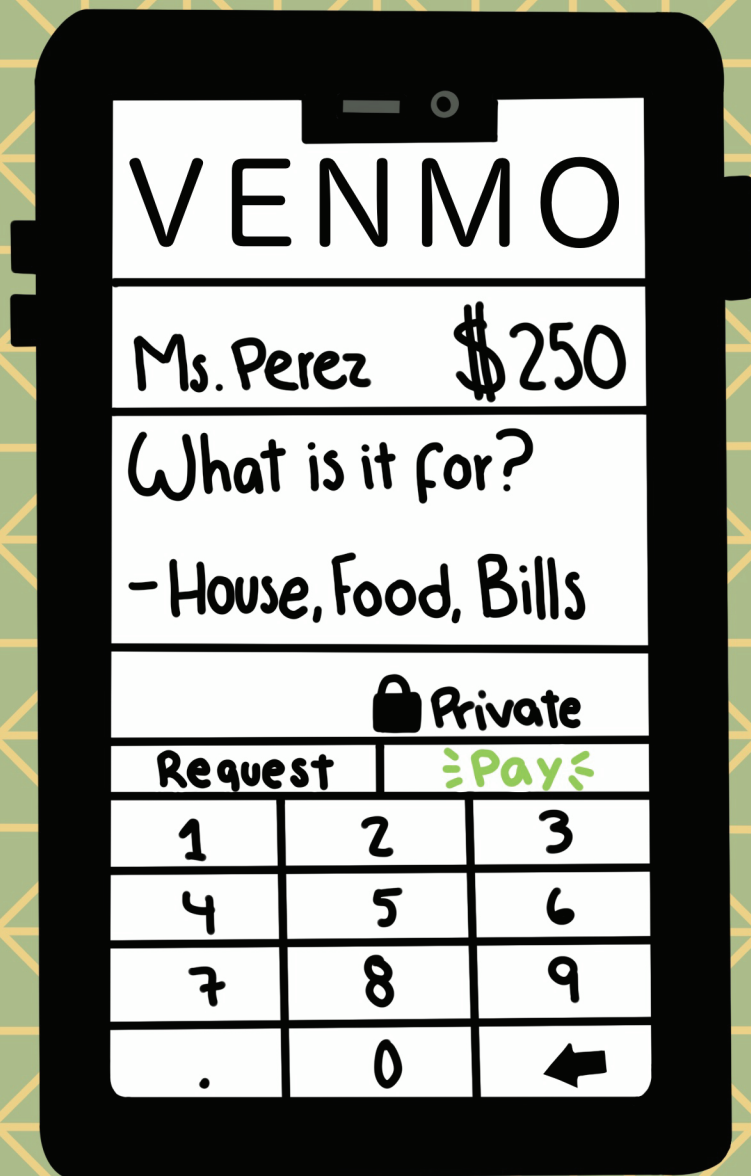 VENMO
Ms. Perez $250
What is it for?
-House, Food, Bills
Private
Request Pay
1 2 3
4 5 6
7 8 9
. 0